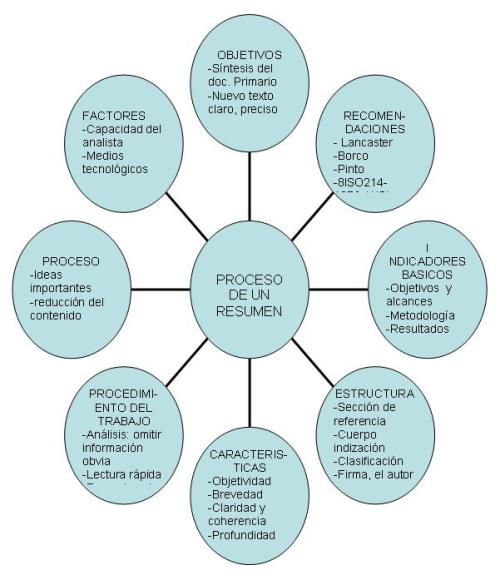 OBJETIVOS
-Síntesis del
doc. Primario
-Nuevo texto
claro, preciso
RECOMEN-
DACIONES
- Lancaster
-Borco
-Pinto
-8ISO214-
I
NDICADORES
BASICOS
-Objetivos y
alcances
-Metodología
-Resultados
ESTRUCTURA
-Sección de
referencia
-Cuerpo
indización
-Clasificación
-Firma, el autor
CARACTERIS-
TICAS
-Objetividad
-Brevedad
-Claridad y
coherencia
-Profundidad
PROCEDIMI-
ENTO DEL
TRABAJO
-Análisis: omitir
información
obvia
-Lectura rápida
PROCESO
-Ideas
importantes
-reducción del
contenido
FACTORES
-Capacidad del
analista
-Medios
tecnológicos
PROCESO
DE UN
RESUMEN